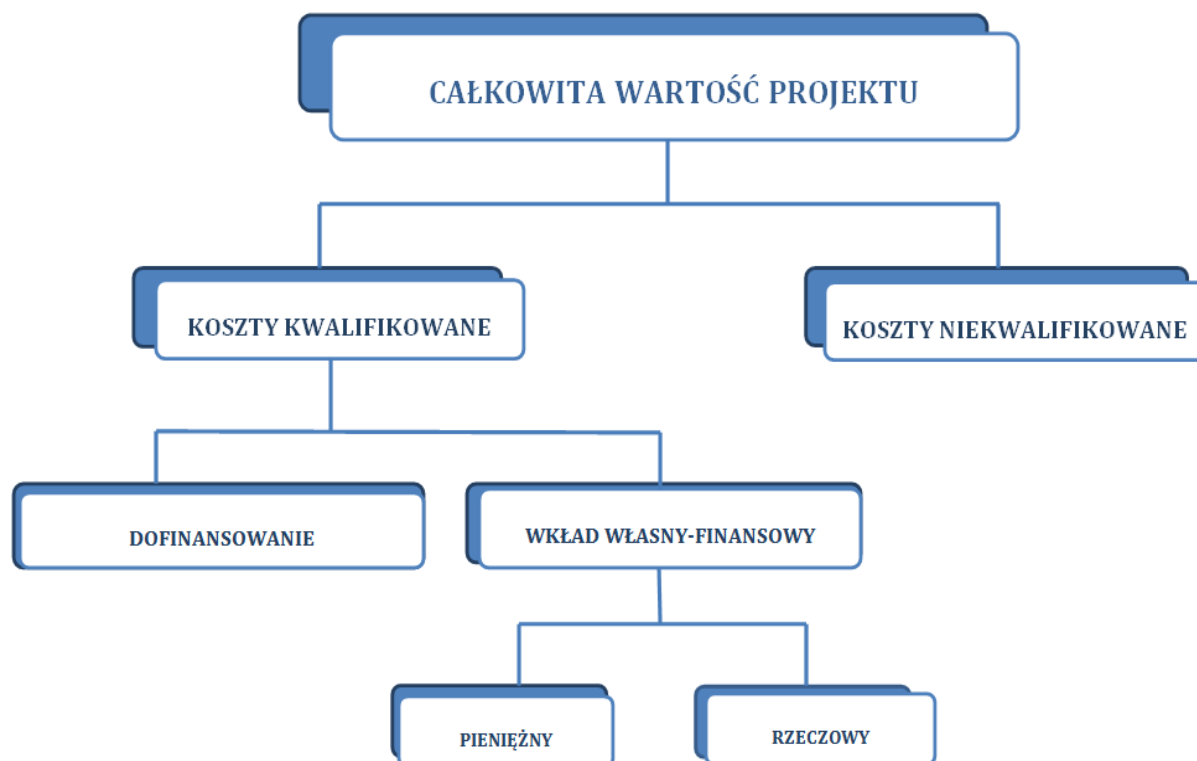 CAŁKOWITA WARTOŚĆ PROJEKTU
KOSZTY KWALIFIKOWANE
KOSZTY NIEKWALIFIKOWANE
DOFINANSOWANIE
WKŁAD WŁASNY-FINANSOWY
PIENIĘŻNY
RZECZOWY